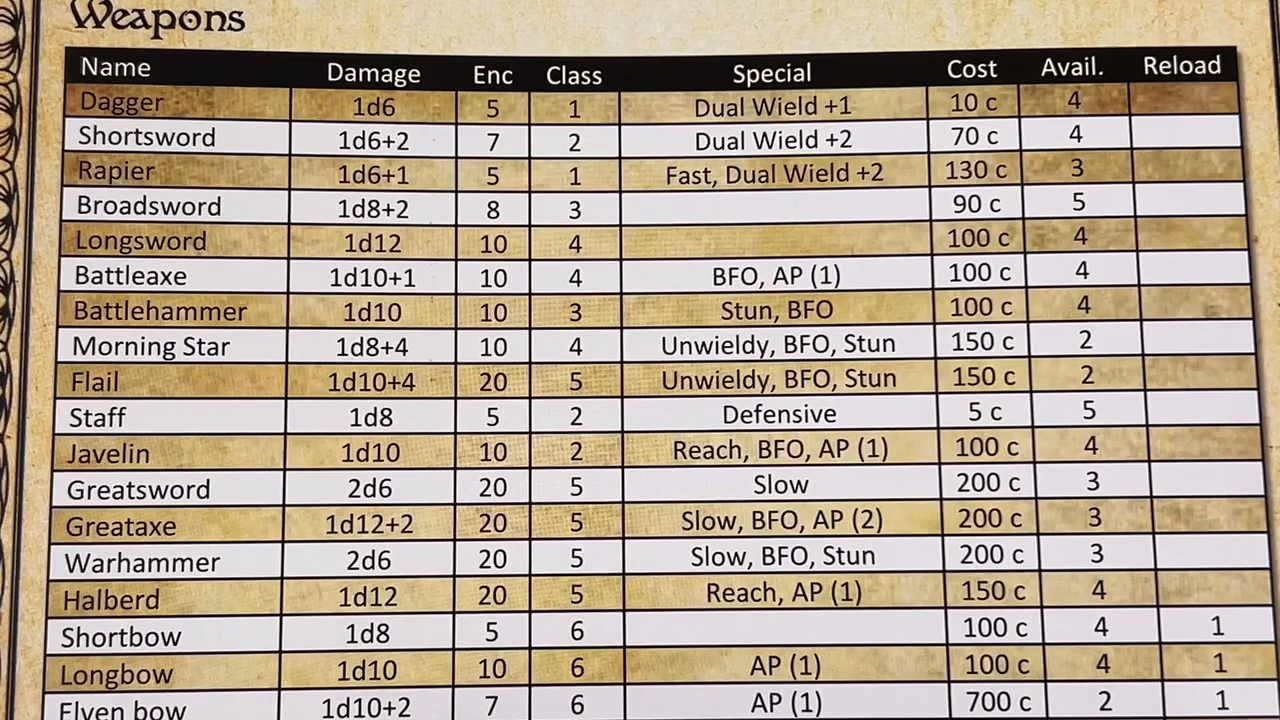 Weapons
Name Damage Enc Class Special Cost Avail. Reload
Dagger 1d6 5 1 Dual Wield +1 10 c 4
Shortsword 1d6+2 7 2 Dual Wield +2 70 c 4
Rapier 1d6+1 5 1 Fast, Dual Wield +2 130 c 3
Broadsword 1d8+2 8 3 90 c 5
Longsword 1d12 10 4 100 c 4
Battleaxe 1d10+1 10 4 BFO, AP (1) 100 c 4
Battlehammer 1d10 10 3 Stun, BFO 100 c 4
Morning Star 1d8+4 10 4 Unwieldy, BFO, Stun 150 c 2
Flail 1d10+4 20 5 Unwieldy, BFO, Stun 150 c 2
Staff 1d8 5 2 Defensive 5 c 5
Javelin 1d10 10 2 Reach, BFO, AP (1) 100 c 4
Greatsword 2d6 20 5 Slow 200 c 3
Greataxe 1d12+2 20 5 Slow, BFO, AP (2) 200 c 3
Warhammer 2d6 20 5 Slow, BFO, Stun 200 c 3
Halberd 1d12 20 5 Reach, AP (1) 150 c 4
Shortbow 1d8 5 6 100 c 4 1
Longbow 1d10 10 6 AP (1) 100 c 4 1
Elven bow 1d10+2 7 6 AP (1) 700 c 2 1